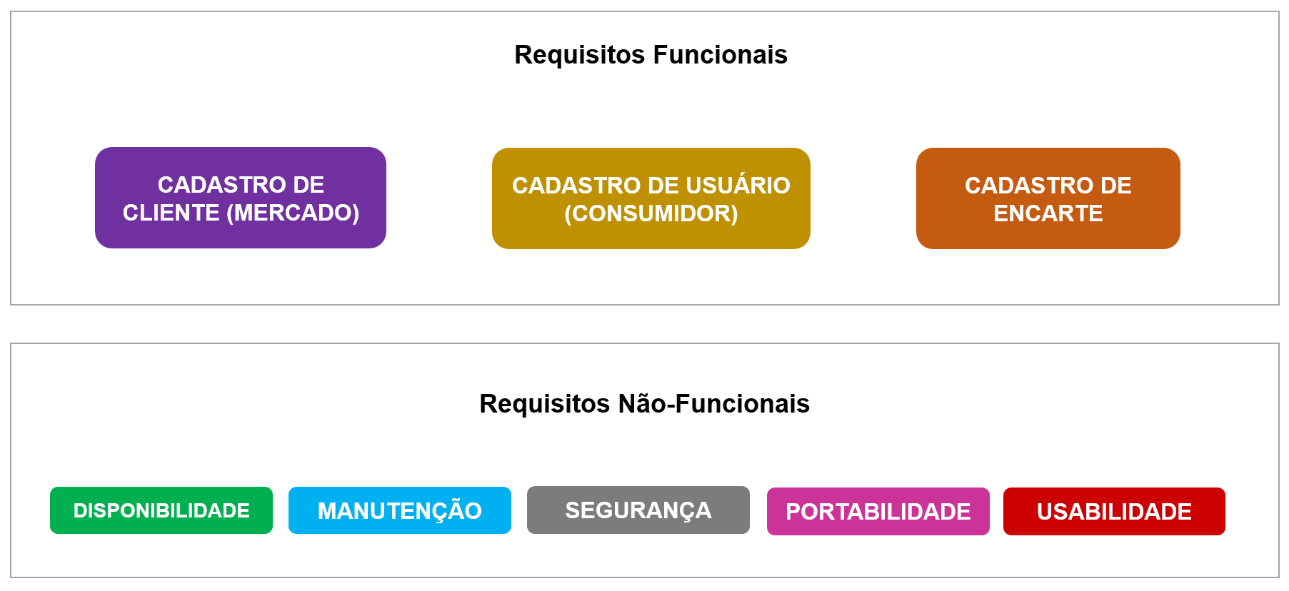 Requisitos Funcionais
CADASTRO DE
CLIENTE (MERCADO)
CADASTRO DE USUÁRIO
(CONSUMIDOR)
CADASTRO DE
ENCARTE
Requisitos Não-Funcionais
DISPONIBILIDADE
MANUTENÇÃO
SEGURANÇA
PORTABILIDADE
USABILIDADE